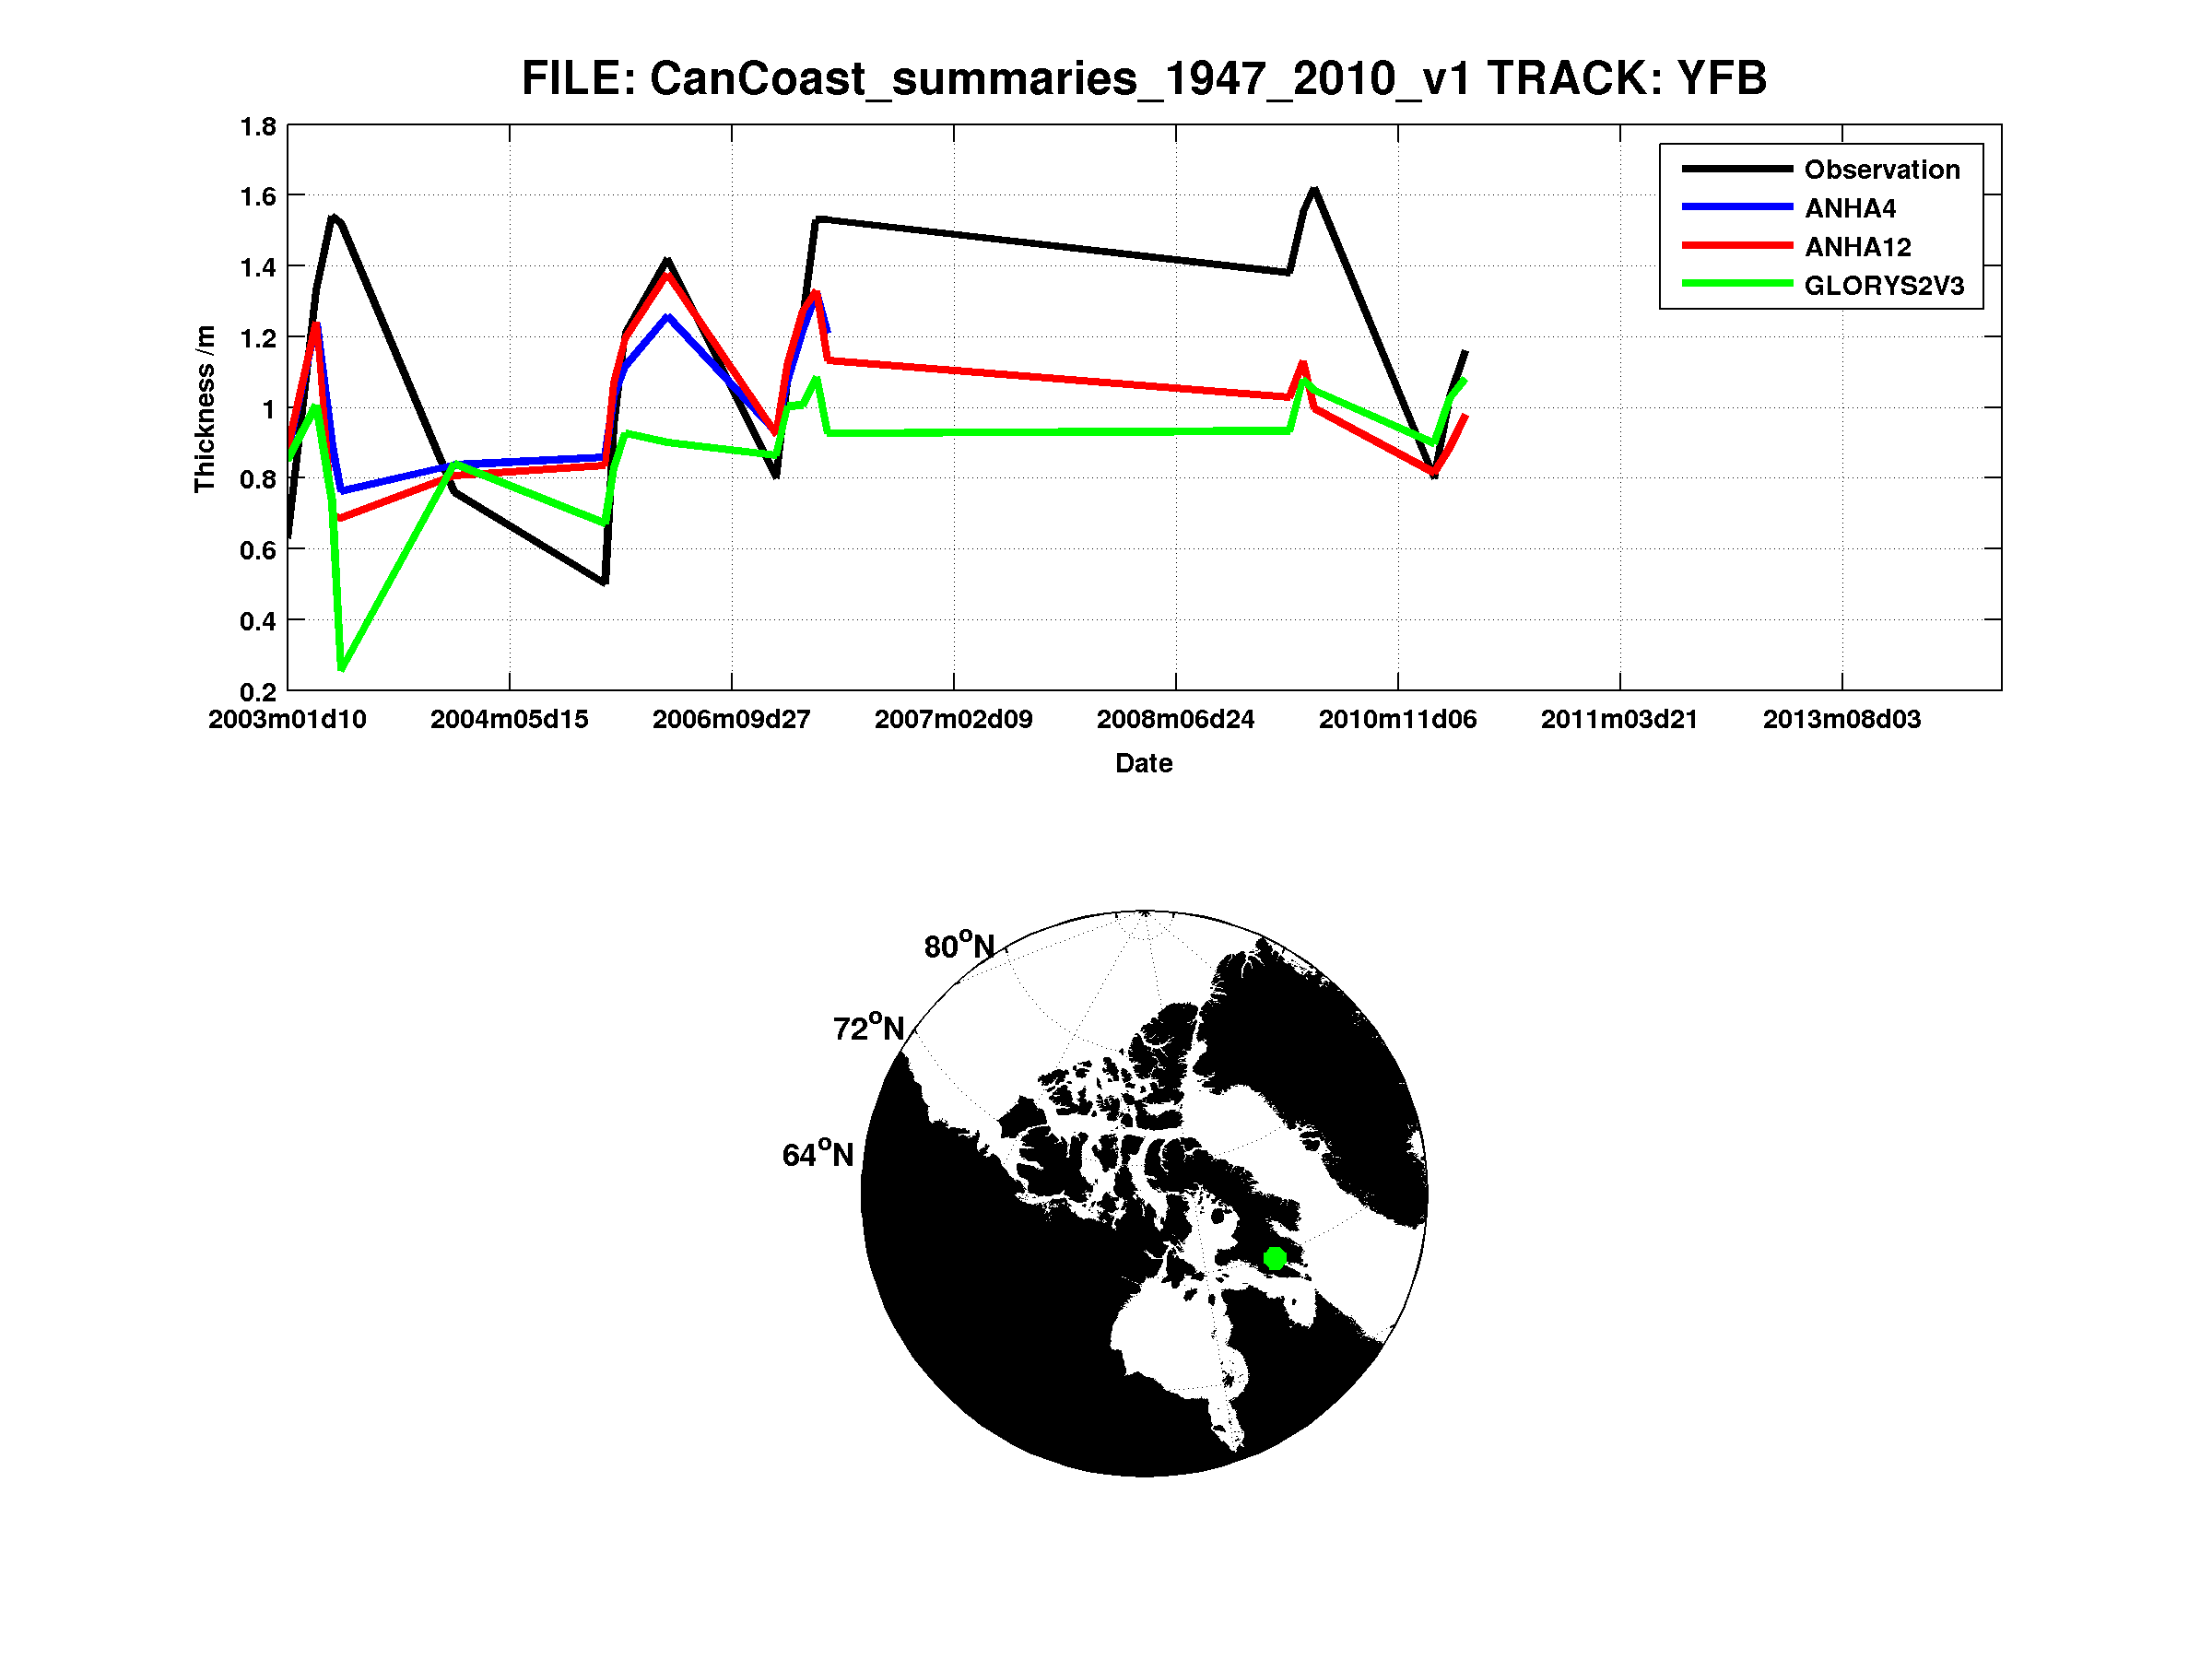 FILE: CanCoast_summaries_1947_2010_v1 TRACK: YFB
1.8
1.6
1.4
1.2
1
0.8
0.6
0.4
0.2
Thickness /m
Observation
ANHA4
ANHA12
GLORYS2V3
2003m01d10 2004m05d15 2006m09d27 2007m02d09 2008m06d24 2010m11d06 2011m03d21 2013m08d03
Date
80°N
72°N
64°N